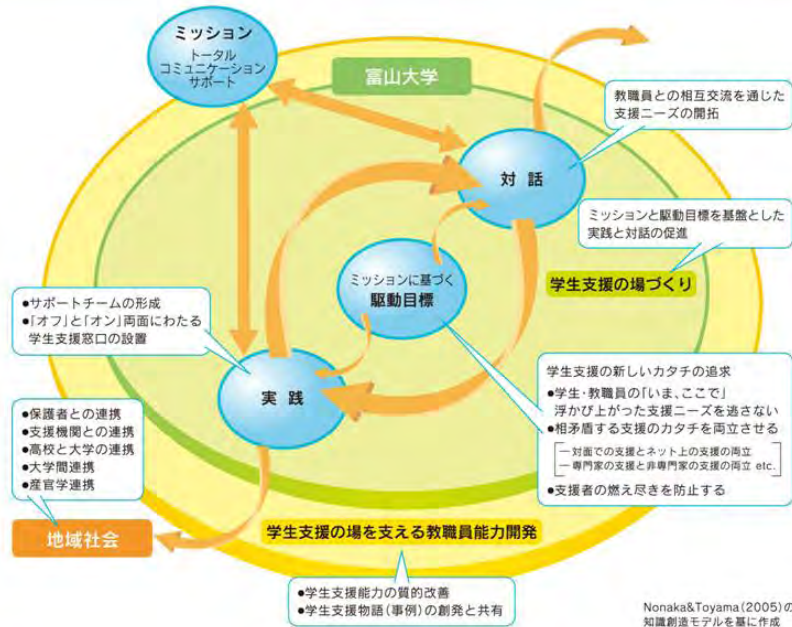 ミッション
トータル
コミュニケーション
サポート
富山大学
教職員との相互交流を通じた
支援ニーズの開拓
対 話
ミッションと駆動目標を基盤とした
実践と対話の促進
ミッションに基づく
駆動目標
学生支援の場づくり
●サポートチームの形成
●「オフ」と「オン」両面にわたる
学生支援窓口の設置
実 践
学生支援の新しいカタチの追求
●学生・教職員の「いま、ここで」
浮かび上がった支援ニーズを逃さない
●相矛盾する支援のカタチを両立させる
―対面での支援とネット上の支援の両立
―専門家の支援と非専門家の支援の両立 etc.
●支援者の燃え尽きを防止する
●保護者との連携
●支援機関との連携
●高校と大学の連携
●大学間連携
●産官学連携
地域社会
学生支援の場を支える教職員能力開発
●学生支援能力の質的改善
●学生支援物語(事例)の創発と共有
Nonaka&Toyama(2005)の
知識創造モデルを基に作成